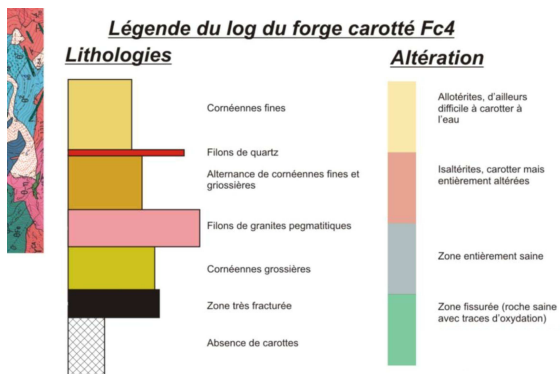 Légende du log du forge carotté Fc4
Lithologies
Cornéennes fines
Filons de quartz
Alternance de cornéennes fines et
griossières
Filons de granites pegmatitiques
Cornéennes grossières
Zone très fracturée
Absence de carottes
Altération
Allotérites, d'ailleurs
difficile à carotter à
l'eau
Isaltérites, carotter mais
entièrement altérées
Zone entièrement saine
Zone fissurée (roche saine
avec traces d'oxydation)